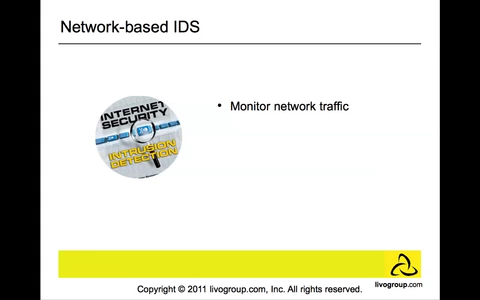 Network-based IDS
INTERNET
SECURITY
INTRUSION
DETECTION
• Monitor network traffic
livogroup.com
Copyright © 2011 livogroup.com, Inc. All rights reserved.